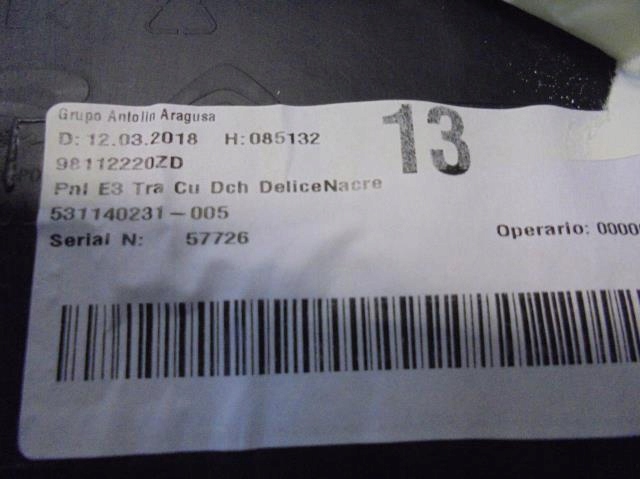 Grupo Antolin Aragusa
D: 12.03.2018 H: 085132
13
98112220ZD
Pnl E3 Tra Cu Dch DeliceNacre
531140231-005
Serial N: 57726
Operario: 0000